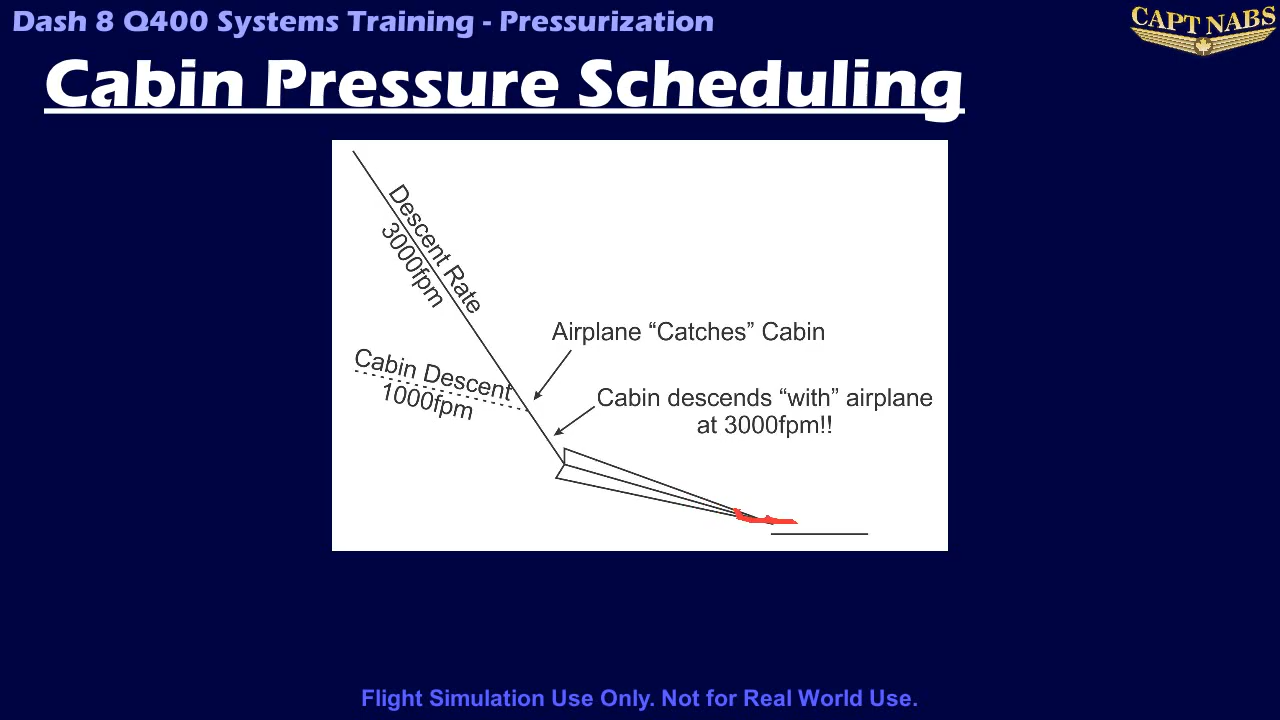 Dash 8 Q400 Systems Training - Pressurization
CAPT NABS
Cabin Pressure Scheduling
Descent Rate
3000fpm
Airplane “Catches” Cabin
Cabin Descent
1000fpm
Cabin descends “with” airplane
at 3000fpm!!
Flight Simulation Use Only. Not for Real World Use.